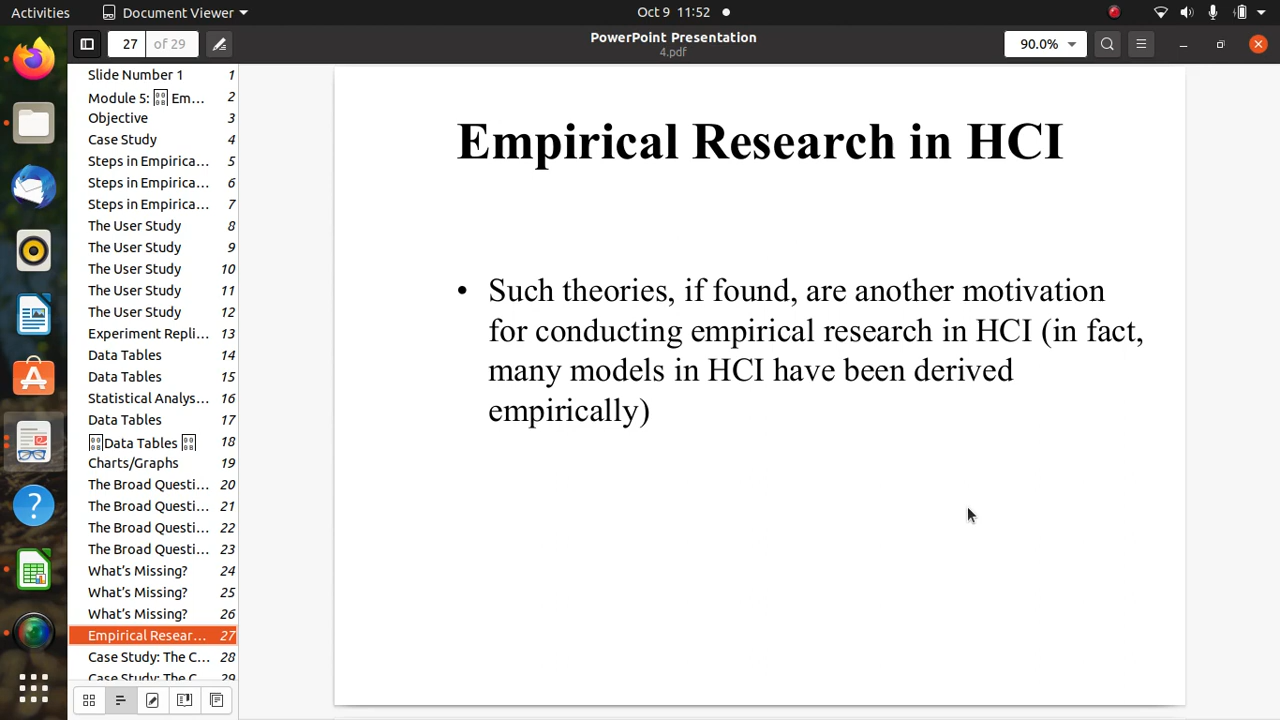 Activities
Document Viewer
Oct 9 11:52
27 of 29
PowerPoint Presentation
4.pdf
90.0%
Slide Number 1 1
Module 5: Em... 2
Objective 3
Case Study 4
Steps in Empirica... 5
Steps in Empirica... 6
Steps in Empirica... 7
The User Study 8
The User Study 9
The User Study 10
The User Study 11
The User Study 12
Experiment Repli... 13
Data Tables 14
Data Tables 15
Statistical Analys... 16
Data Tables 17
Data Tables 18
Charts/Graphs 19
The Broad Questi... 20
The Broad Questi... 21
The Broad Questi... 22
The Broad Questi... 23
What's Missing? 24
What's Missing? 25
What's Missing? 26
Empirical Resear... 27
Case Study: The C... 28
Case Study: The C... 29
Empirical Research in HCI
• Such theories, if found, are another motivation
for conducting empirical research in HCI (in fact,
many models in HCI have been derived
empirically)